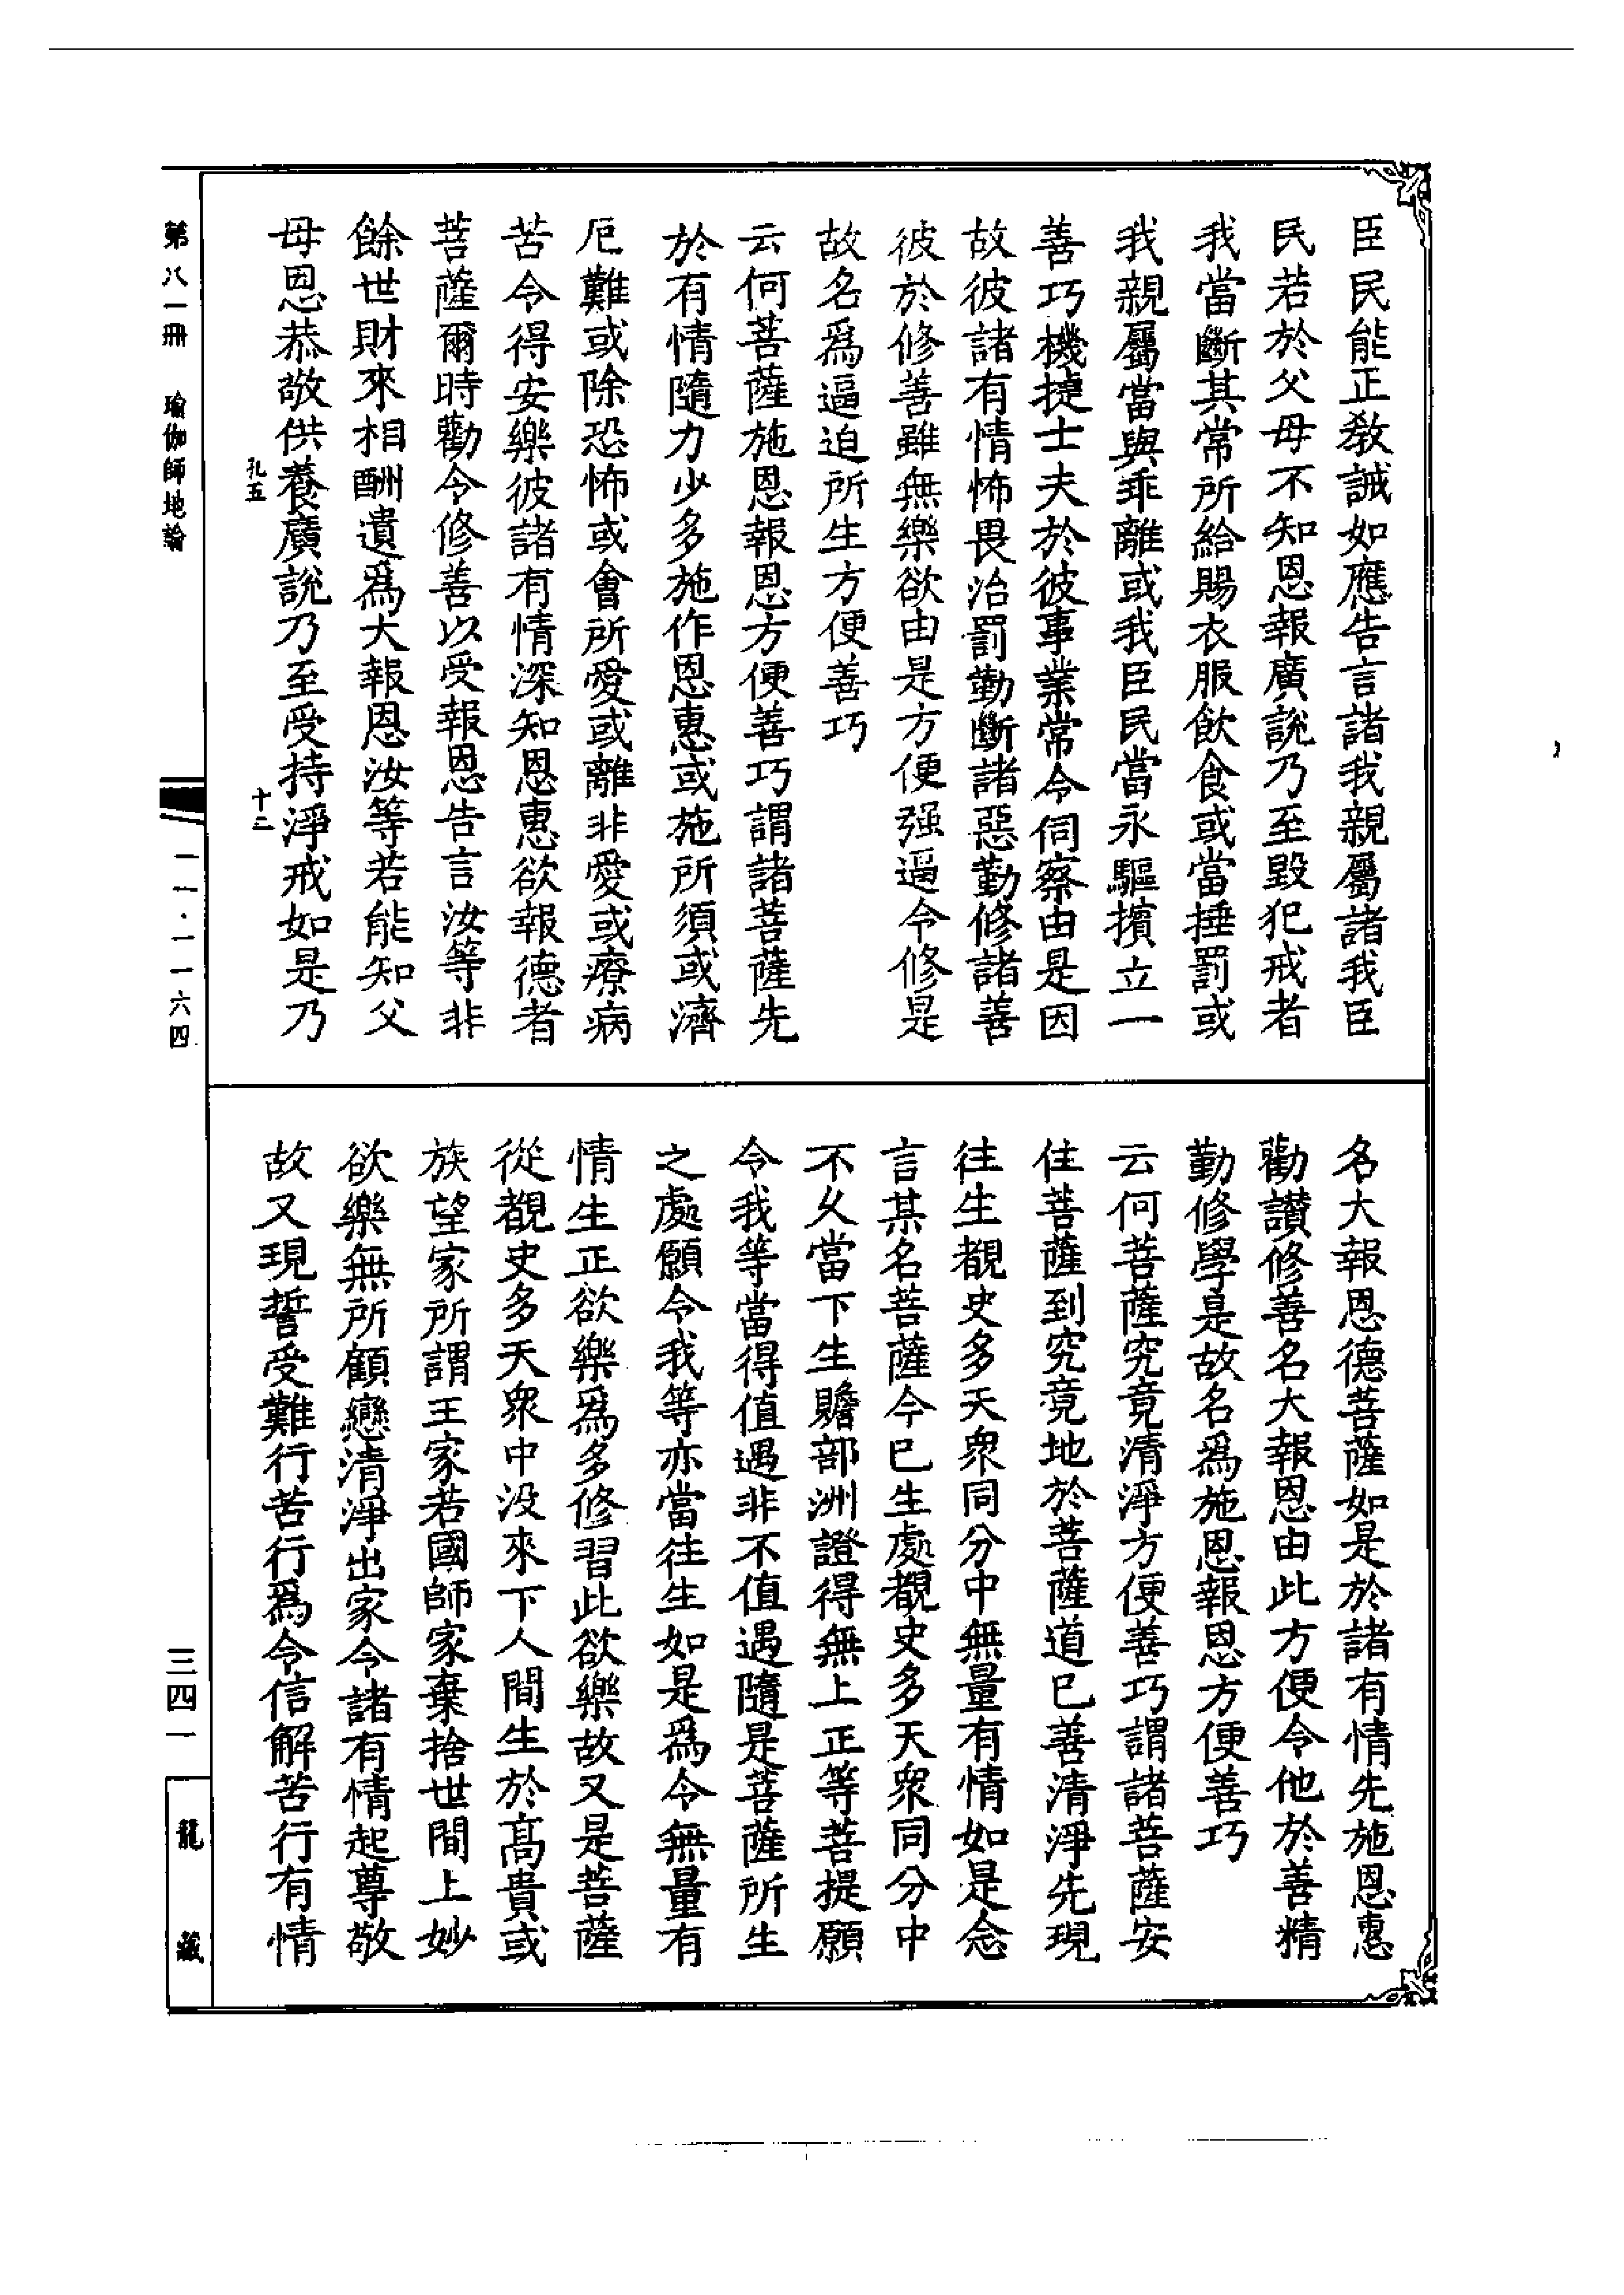 臣民能正敎誡如應告言諸我親屬諸我臣
民若於父母不知恩報廣說乃至毀犯戒者
我當斷其常所給賜衣服飮食或當捶罰或
我親屬當與乖離或我臣民當永驅擯立一
善巧機捷士夫於彼事業常令伺察由是因
故彼諸有情怖畏治罰勤斷諸惡勤修諸善
彼於修善雖無樂欲由是方便强逼令修是
故名爲逼迫所生方便善巧
云何菩薩施恩報恩方便善巧謂諸菩薩先
於有情隨力少多施作恩惠或施所須或濟
厄難或除恐怖或會所愛或離非愛或療病
苦令得安樂彼諸有情深知恩惠欲報德者
菩薩爾時勸令修善以受報恩告言汝等非
餘世財來相酬遺爲大報恩汝等若能知父
母恩恭敬供養廣說乃至受持淨戒如是乃
孔五
十二
第八一冊 瑜伽師地論
一一·一一六四
名大報恩德菩薩如是於諸有情先施恩惠
勸讚修善名大報恩由此方便令他於善精
勤修學是故名爲施恩報恩方便善巧
云何菩薩究竟清淨方便善巧謂諸菩薩安
住菩薩到究竟地於菩薩道已善清淨先現
往生覩史多天衆同分中無量有情如是念
言某名菩薩今已生處覩史多天衆同分中
不久當下生贍部洲證得無上正等菩提願
令我等當得值遇非不值遇隨是菩薩所生
之處願令我等亦當往生如是爲令無量有
情生正欲樂爲多修習此欲樂故又是菩薩
從覩史多天衆中沒來下人間生於高貴或
族望家所謂王家若國師家棄捨世間上妙
欲樂無所顧戀清淨出家令諸有情起尊敬
故又現誓受難行苦行爲令信解苦行有情
三四一
龍藏